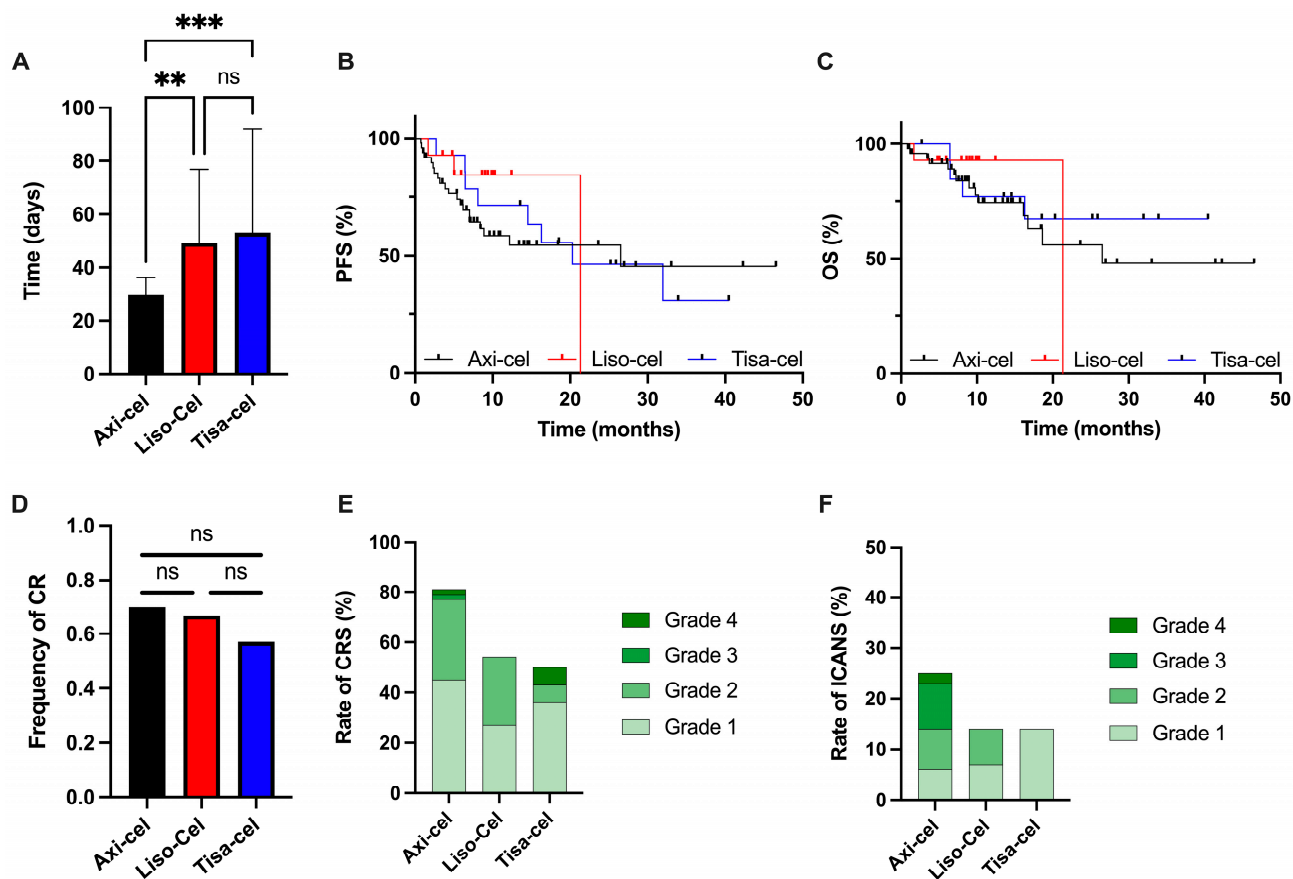 A
***
**
ns
100
80
60
40
20
0
Time (days)
Axi-cel
Liso-Cel
Tisa-cel
B
100
50
0
PFS (%)
Axi-cel
Liso-cel
Tisa-cel
0 10 20 30 40 50
Time (months)
C
100
50
0
OS (%)
Axi-cel
Liso-cel
Tisa-cel
0 10 20 30 40 50
Time (months)
D
ns
ns ns
1.0
0.8
0.6
0.4
0.2
0.0
Frequency of CR
Axi-cel
Liso-Cel
Tisa-cel
E
100
80
60
40
20
0
Rate of CRS (%)
Axi-cel
Liso-Cel
Tisa-cel
Grade 4
Grade 3
Grade 2
Grade 1
F
50
40
30
20
10
0
Rate of ICANS (%)
Axi-cel
Liso-Cel
Tisa-cel
Grade 4
Grade 3
Grade 2
Grade 1